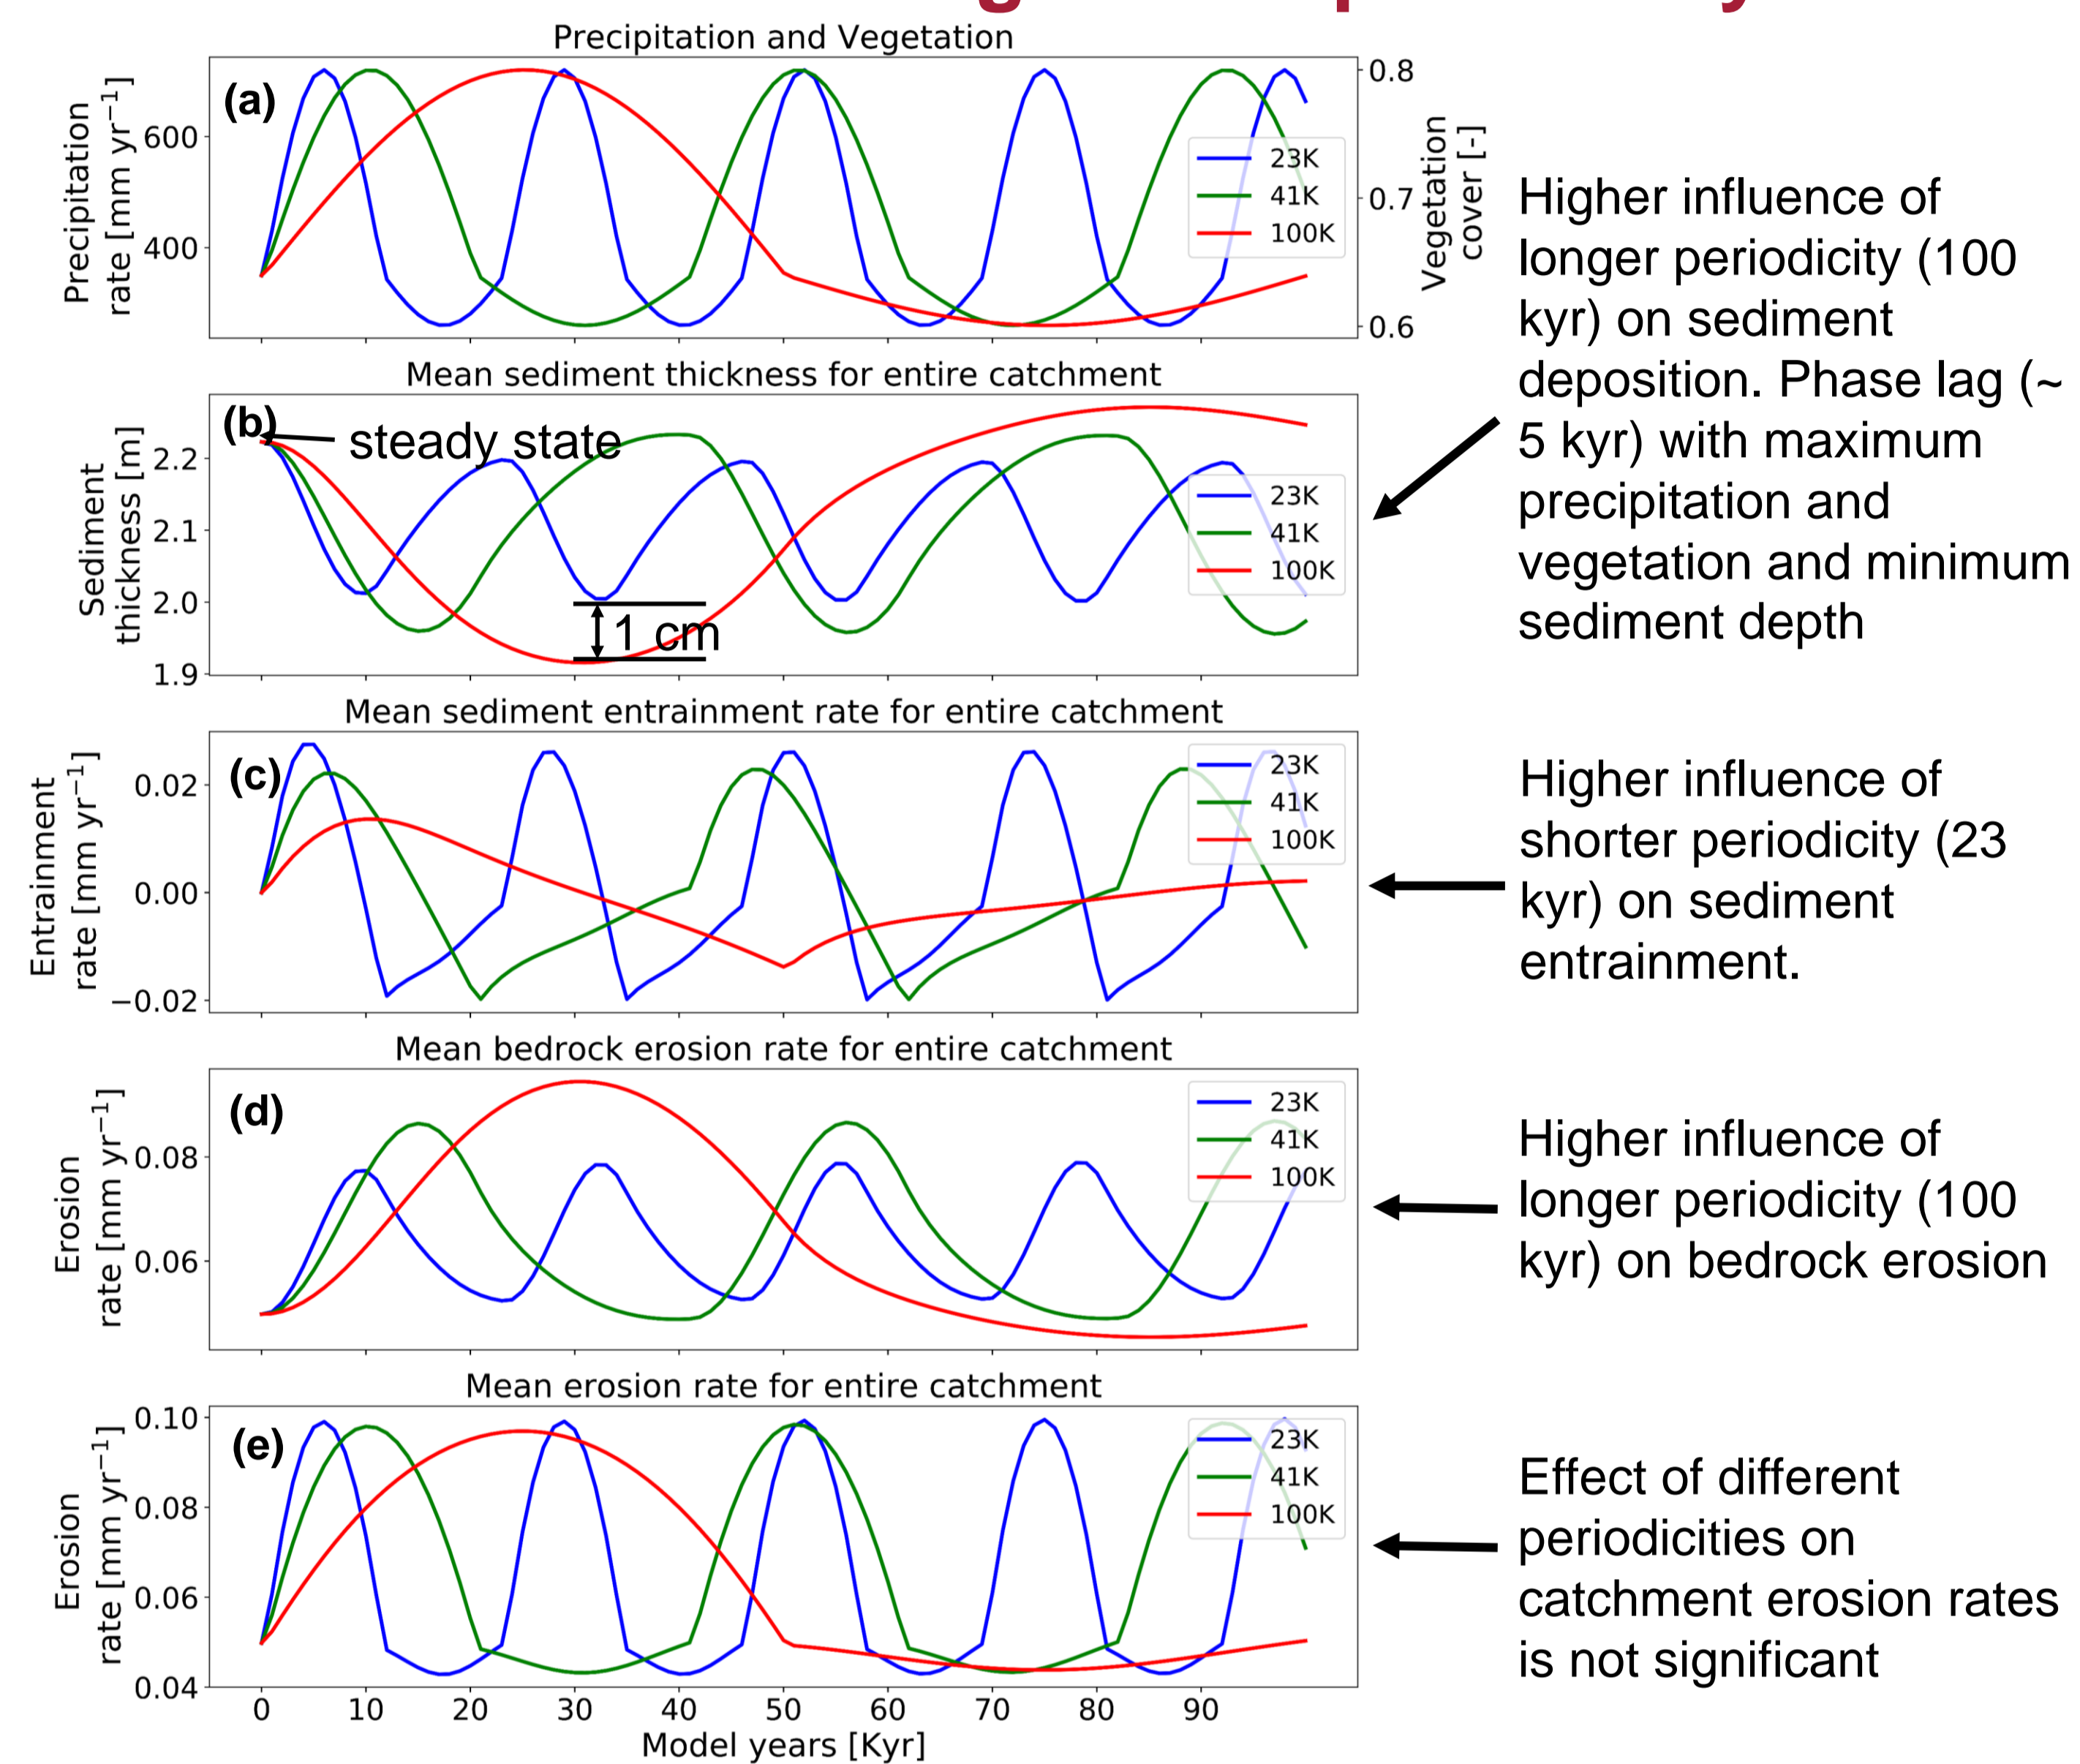 Precipitation and Vegetation
(a)
Precipitation
rate [mm yr⁻¹]
600
400
0.8
0.7
0.6
Vegetation
cover [-]
23K
41K
100K
Mean sediment thickness for entire catchment
(b)
steady state
Sediment
thickness [m]
2.2
2.1
2.0
1.9
1 cm
23K
41K
100K
Higher influence of
longer periodicity (100
kyr) on sediment
deposition. Phase lag (~
5 kyr) with maximum
precipitation and
vegetation and minimum
sediment depth
Mean sediment entrainment rate for entire catchment
(c)
Entrainment
rate [mm yr⁻¹]
0.02
0.00
−0.02
23K
41K
100K
Higher influence of
shorter periodicity (23
kyr) on sediment
entrainment.
Mean bedrock erosion rate for entire catchment
(d)
Erosion
rate [mm yr⁻¹]
0.08
0.06
23K
41K
100K
Higher influence of
longer periodicity (100
kyr) on bedrock erosion
Mean erosion rate for entire catchment
(e)
Erosion
rate [mm yr⁻¹]
0.10
0.08
0.06
0.04
23K
41K
100K
Effect of different
periodicities on
catchment erosion rates
is not significant
0 10 20 30 40 50 60 70 80 90
Model years [Kyr]